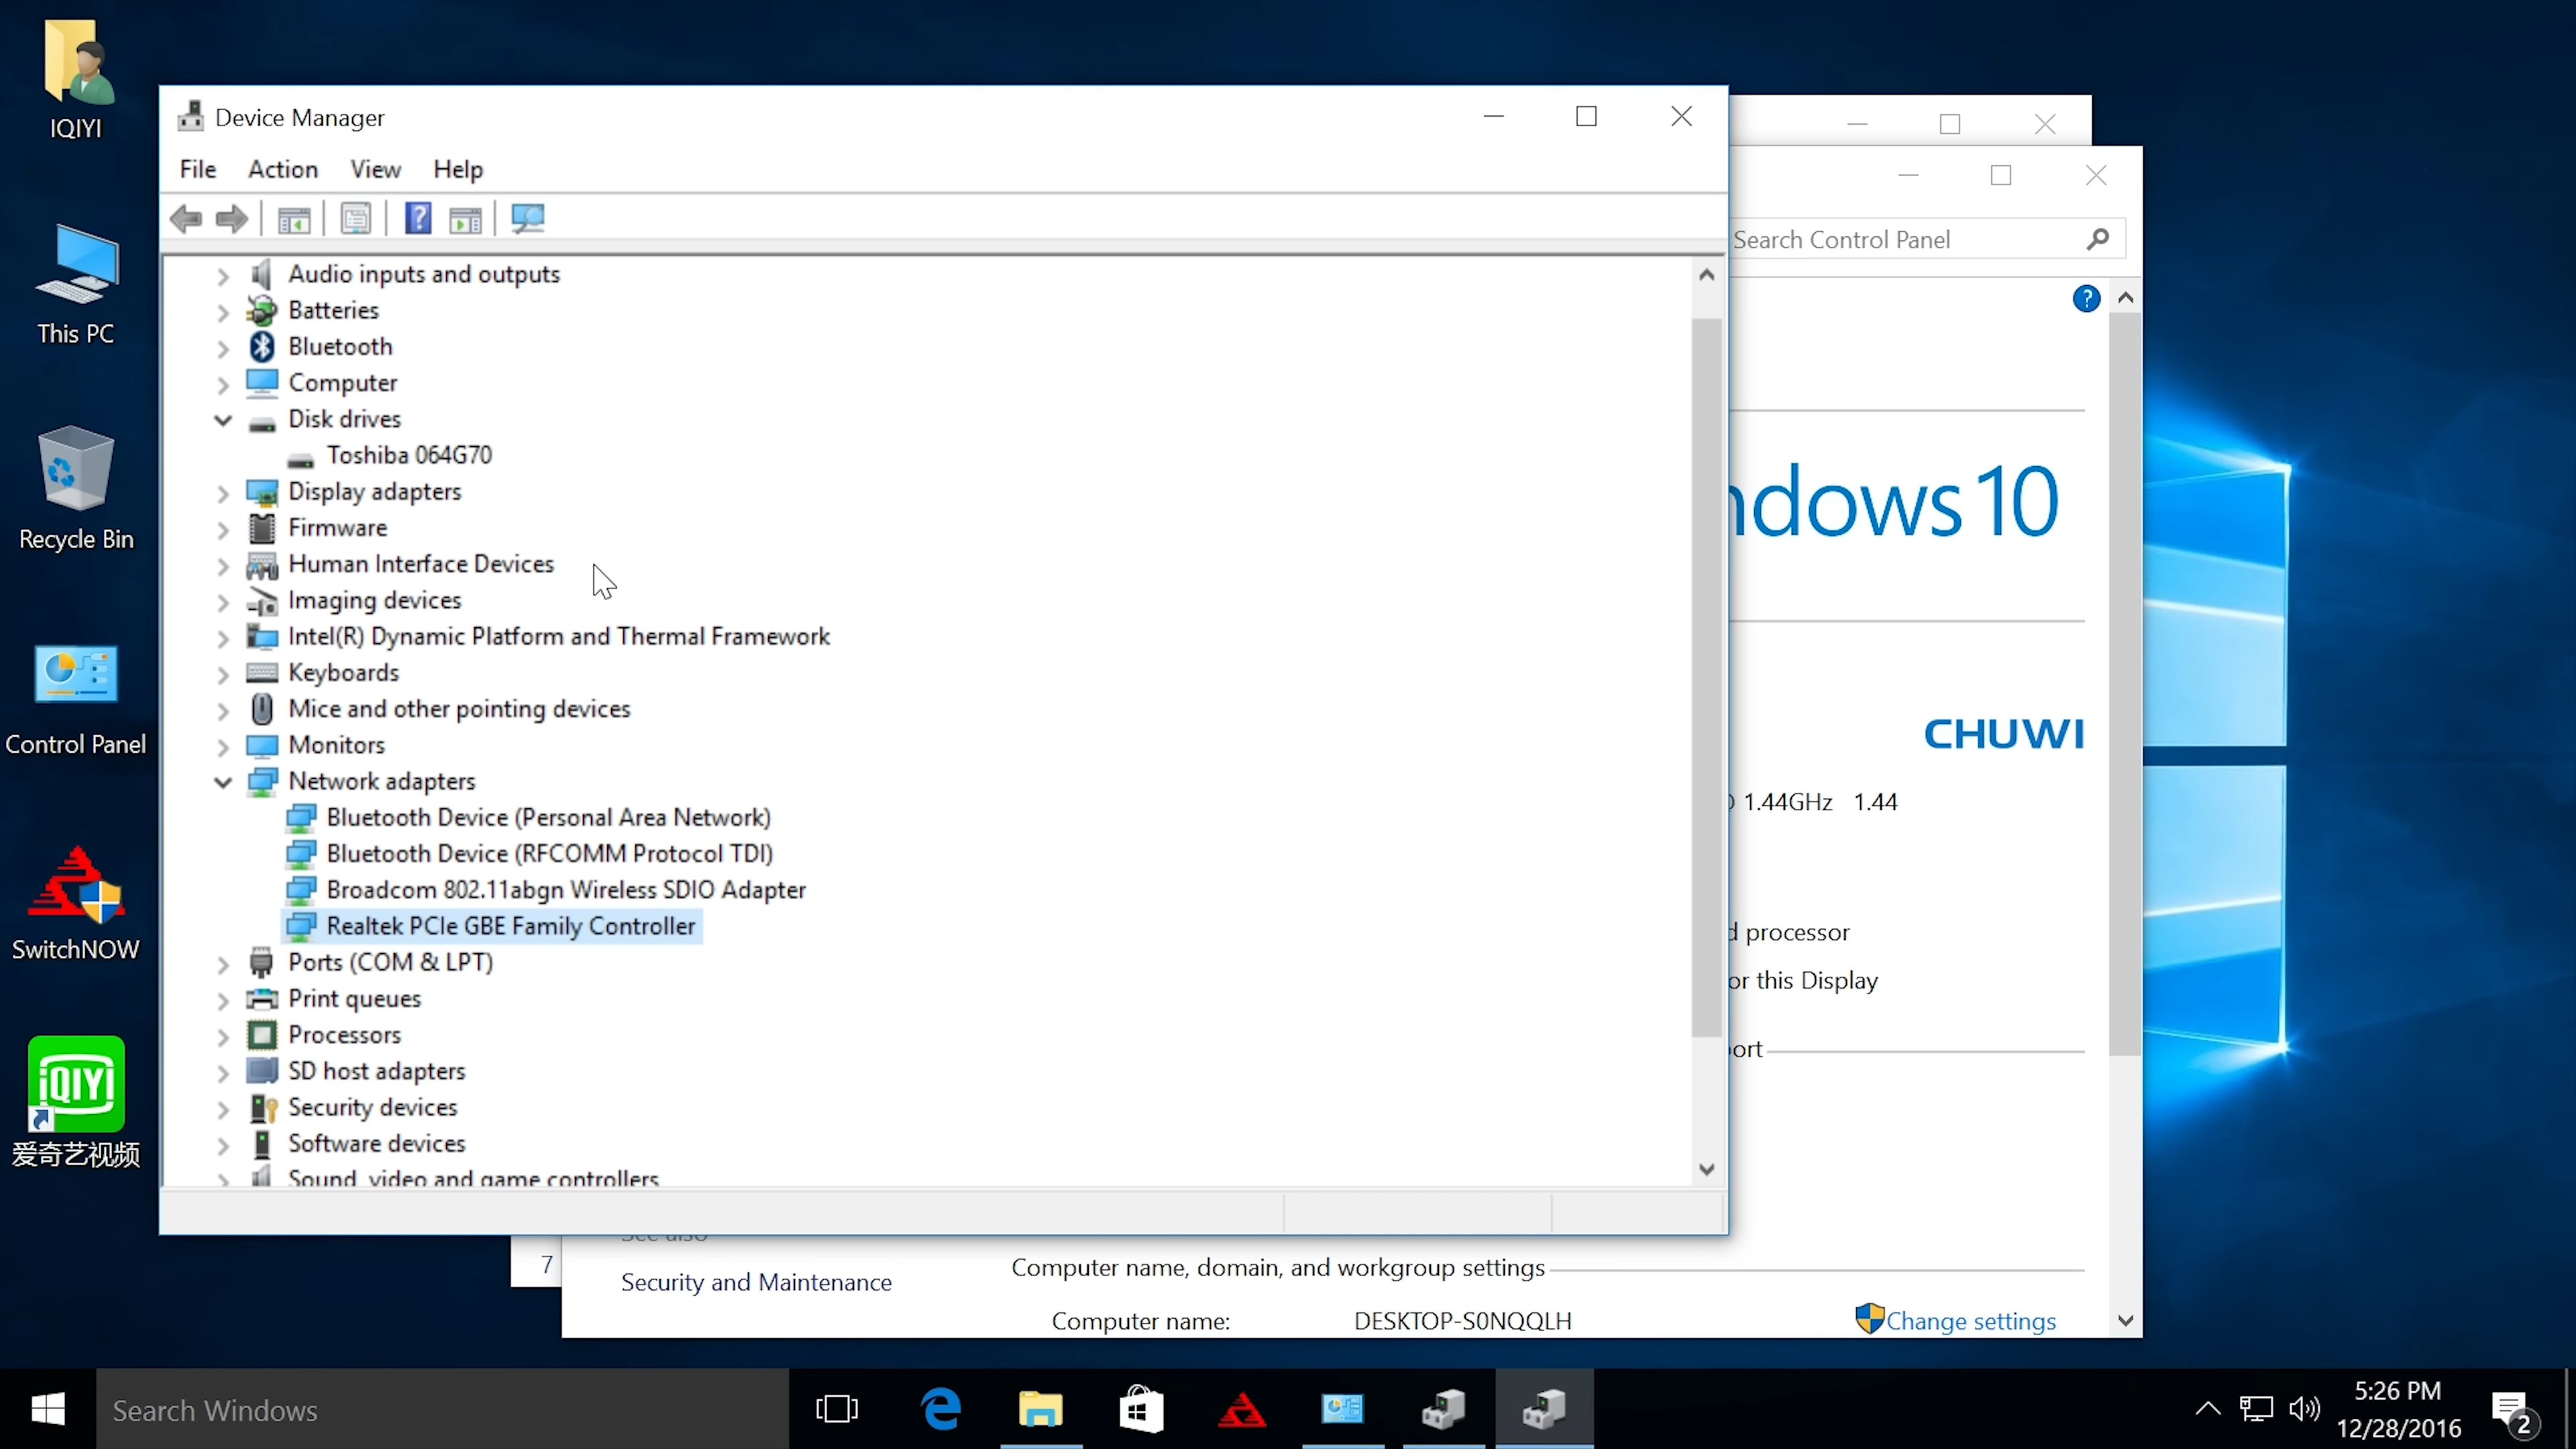 IQIYI
This PC
Recycle Bin
Control Panel
SwitchNOW
iQIYI
爱奇艺视频
Device Manager
File Action View Help
Audio inputs and outputs
Batteries
Bluetooth
Computer
Disk drives
Toshiba 064G70
Display adapters
Firmware
Human Interface Devices
Imaging devices
Intel(R) Dynamic Platform and Thermal Framework
Keyboards
Mice and other pointing devices
Monitors
Network adapters
Bluetooth Device (Personal Area Network)
Bluetooth Device (RFCOMM Protocol TDI)
Broadcom 802.11abgn Wireless SDIO Adapter
Realtek PCIe GBE Family Controller
Ports (COM & LPT)
Print queues
Processors
SD host adapters
Security devices
Software devices
Sound, video and game controllers
Search Control Panel
ndows 10
CHUWI
1.44GHz 1.44
d processor
or this Display
ort
7
See also
Security and Maintenance
Computer name, domain, and workgroup settings
Computer name: DESKTOP-S0NQQLH
Change settings
Search Windows
5:26 PM
12/28/2016
2